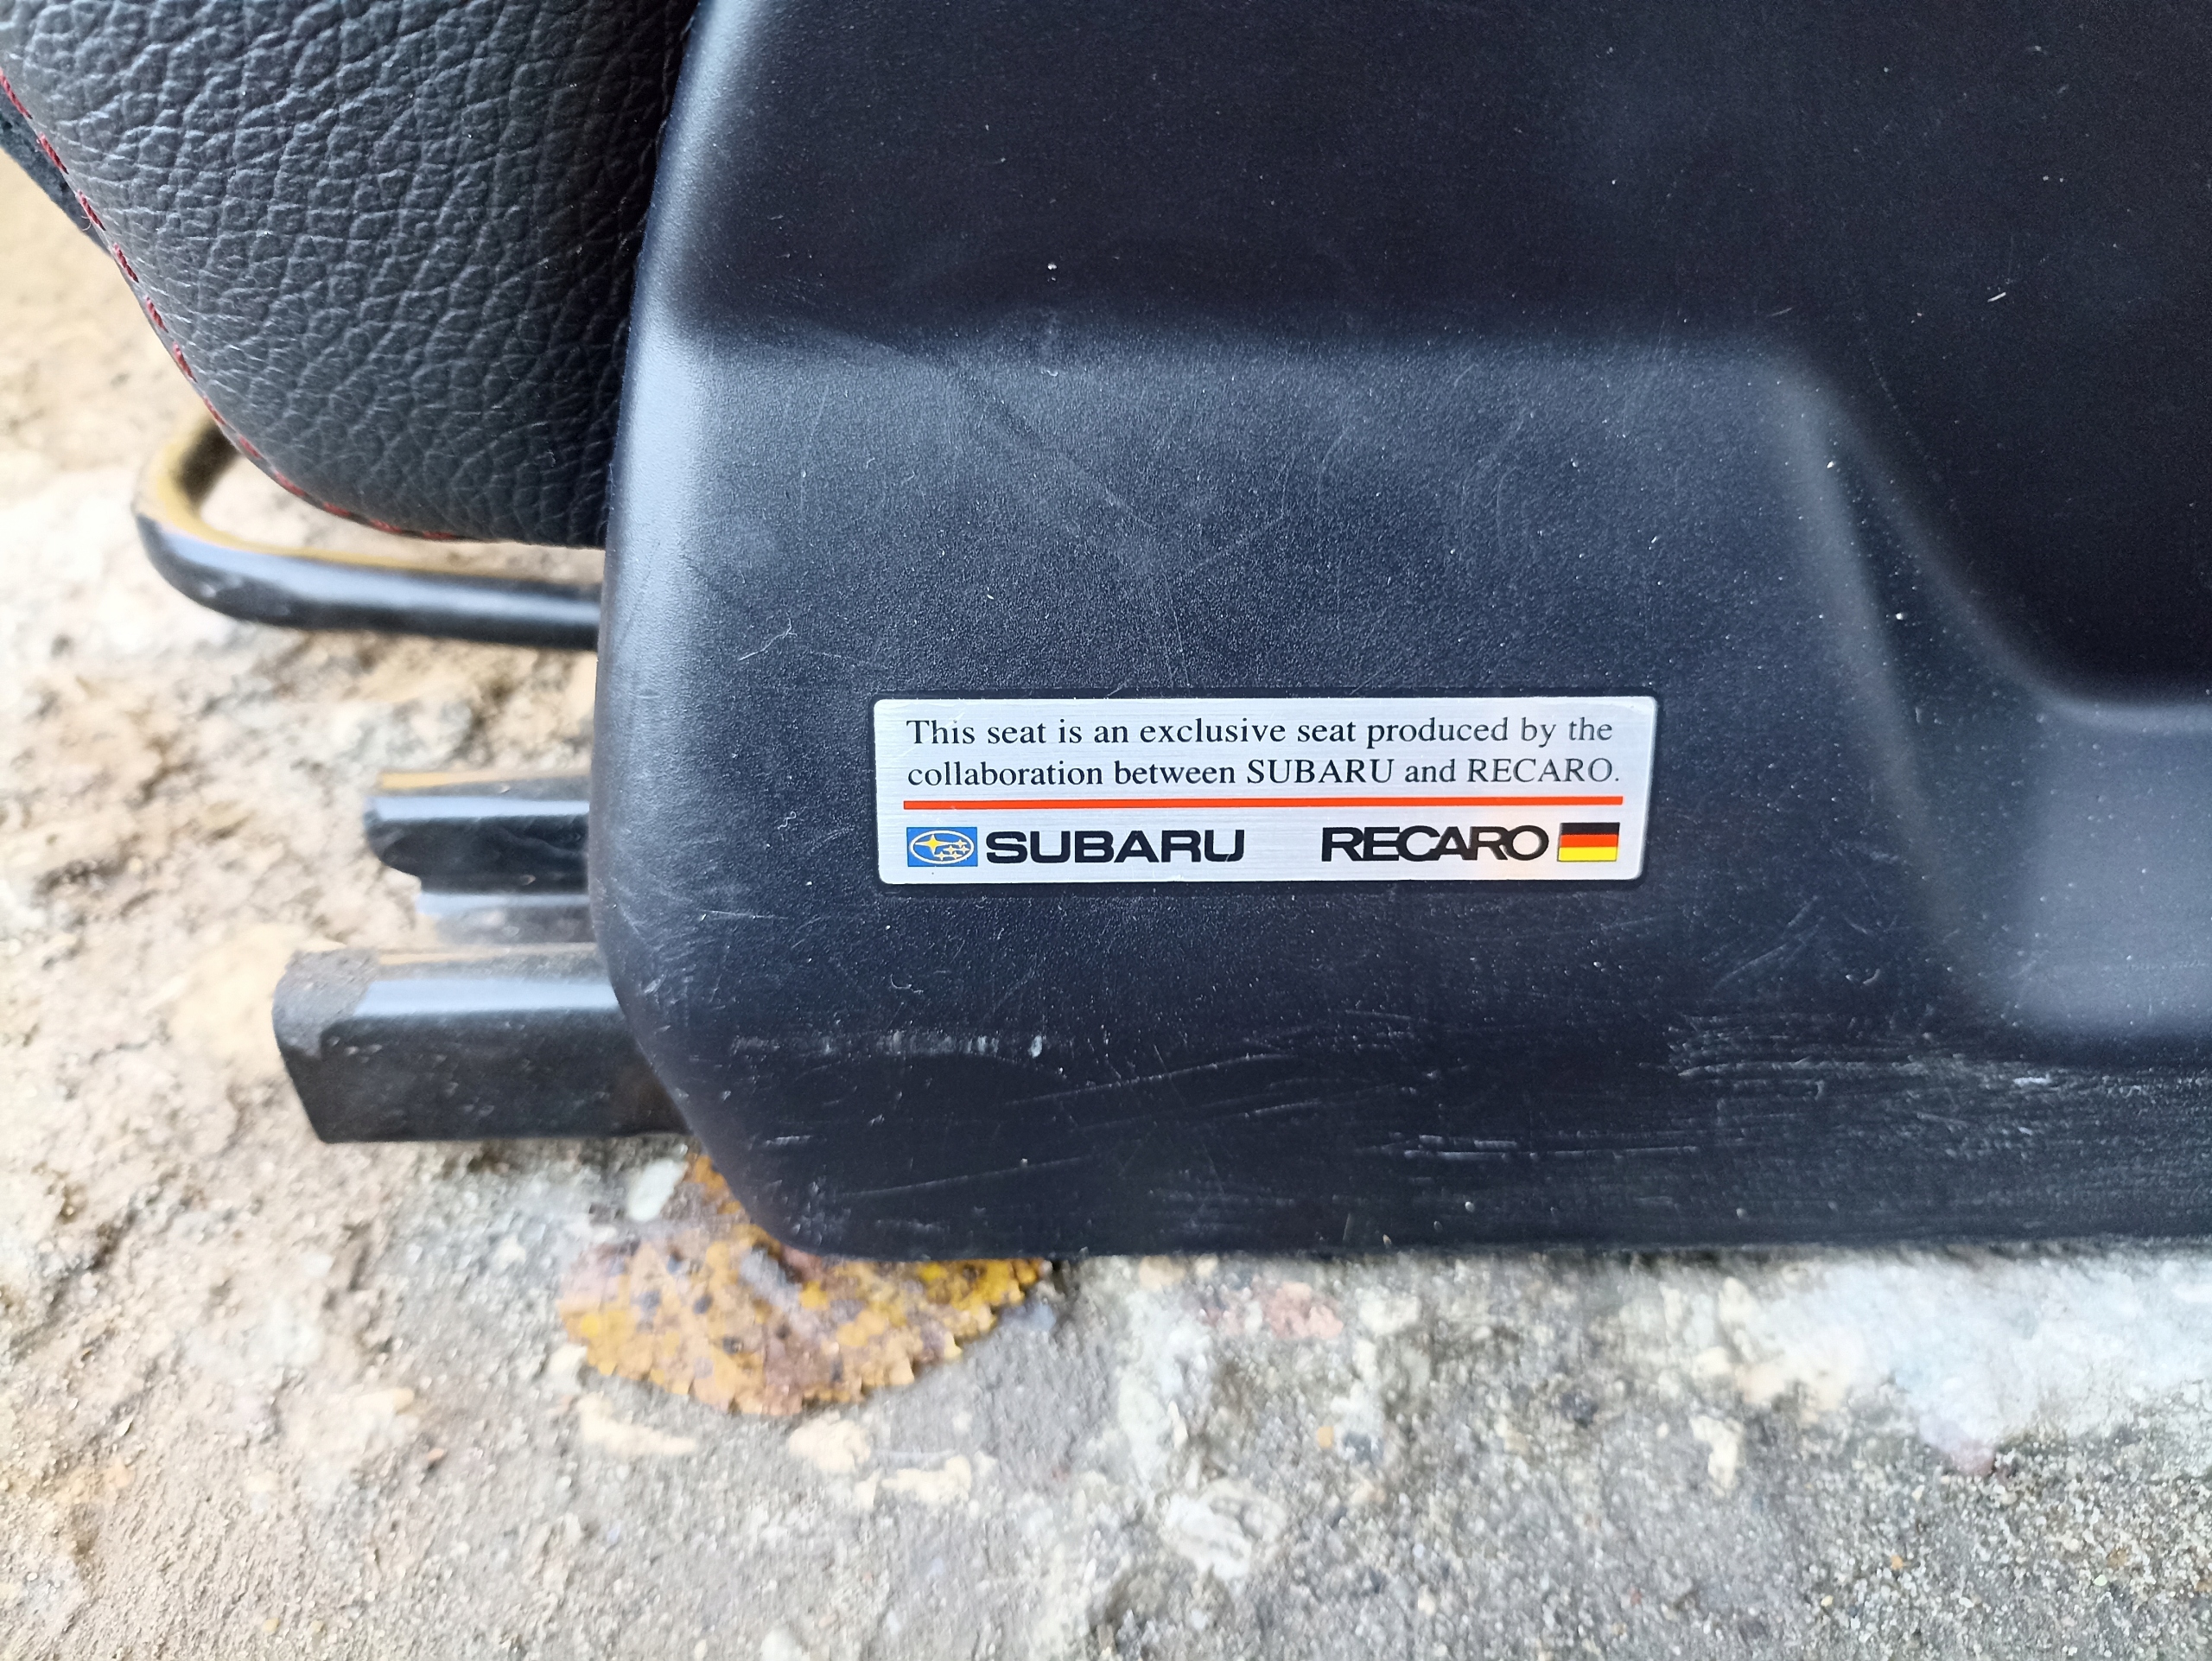 This seat is an exclusive seat produced by the
collaboration between SUBARU and RECARO.
SUBARU RECARO